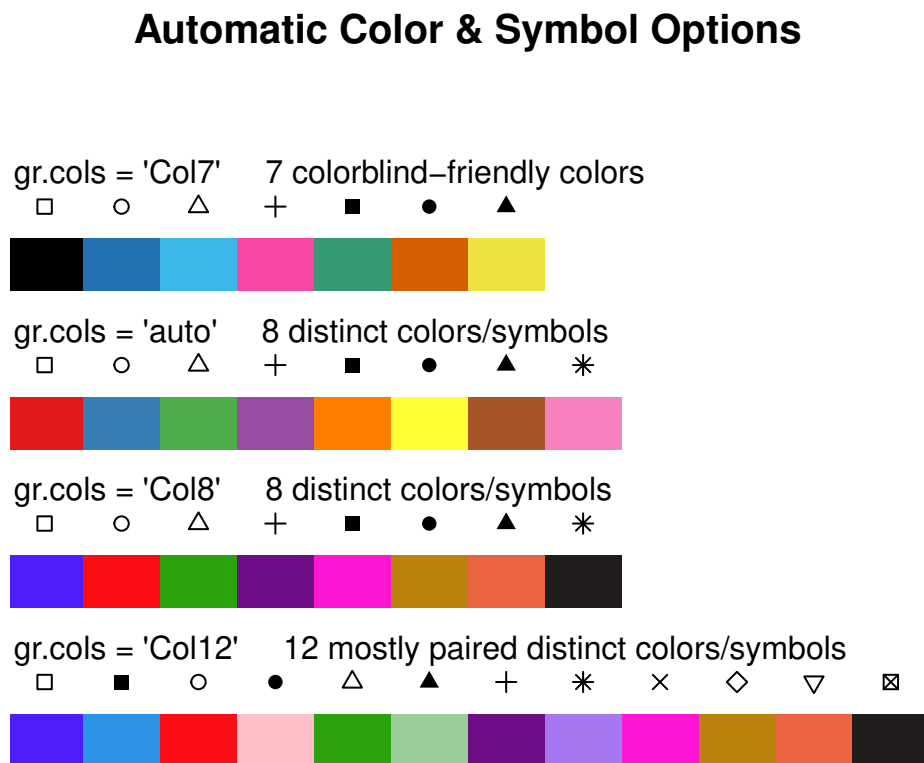 Automatic Color & Symbol Options
gr.cols = 'Col7' 7 colorblind−friendly colors
gr.cols = 'auto' 8 distinct colors/symbols
gr.cols = 'Col8' 8 distinct colors/symbols
gr.cols = 'Col12' 12 mostly paired distinct colors/symbols